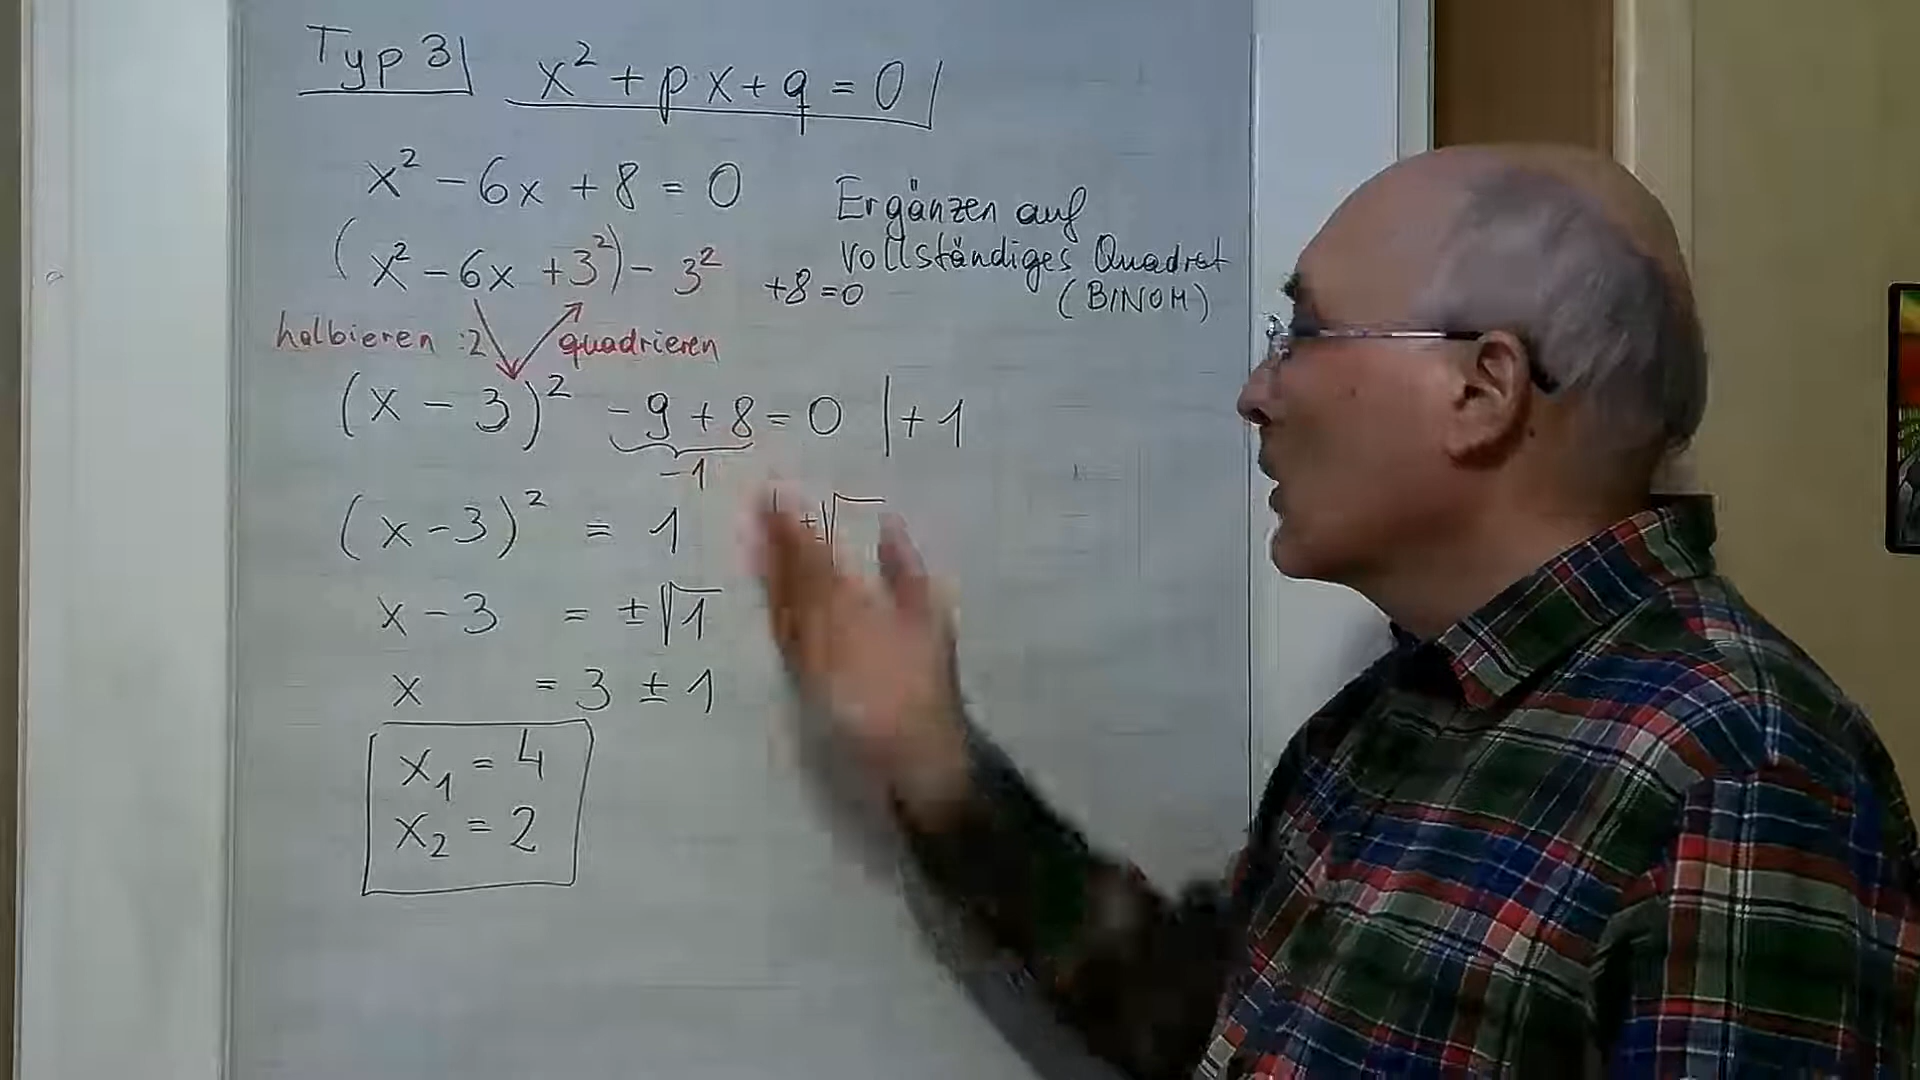 Typ 3
x² + p x + q = 0
x² - 6x + 8 = 0
Ergänzen auf
vollständiges Quadrat
(BINOM)
(x² - 6x + 3²) - 3² + 8 = 0
halbieren :2 quadrieren
(x - 3)² - 9 + 8 = 0 | + 1
-1
(x - 3)² = 1 | ±√
x - 3 = ±√1
x = 3 ± 1
x₁ = 4
x₂ = 2